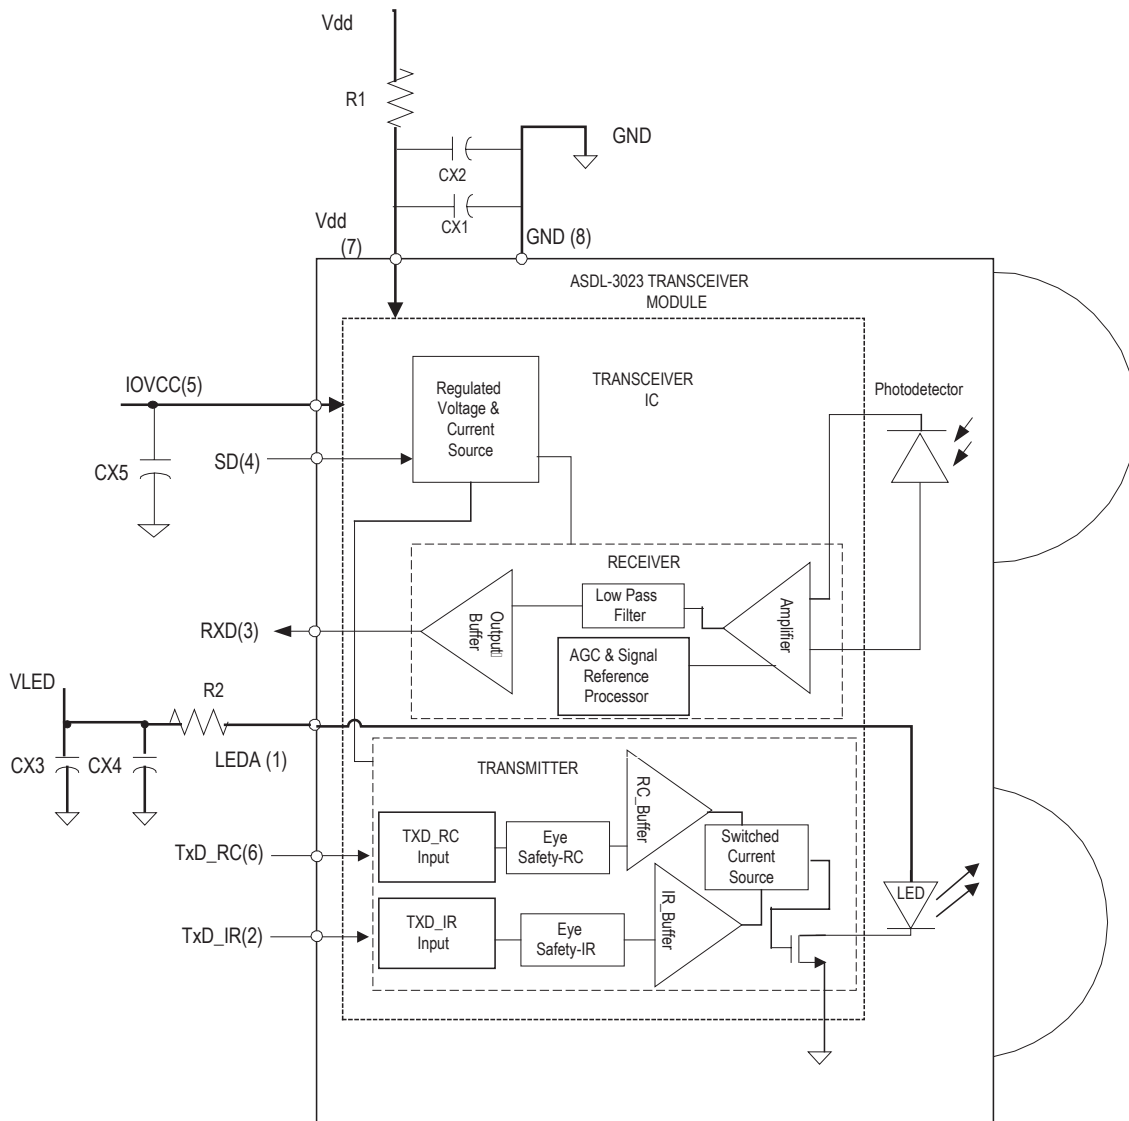 Vdd
R1
GND
CX2
CX1
Vdd
(7)
GND (8)
ASDL-3023 TRANSCEIVER
MODULE
IOVCC(5)
Regulated
Voltage &
Current
Source
TRANSCEIVER
IC
Photodetector
SD(4)
CX5
RECEIVER
Low Pass
Filter
Output
Buffer
Amplifier
RXD(3)
AGC & Signal
Reference
Processor
VLED
R2
CX3
CX4
LEDA (1)
TRANSMITTER
RC_Buffer
TXD_RC
Input
Eye
Safety-RC
Switched
Current
Source
TxD_RC(6)
LED
IR_Buffer
TXD_IR
Input
Eye
Safety-IR
TxD_IR(2)